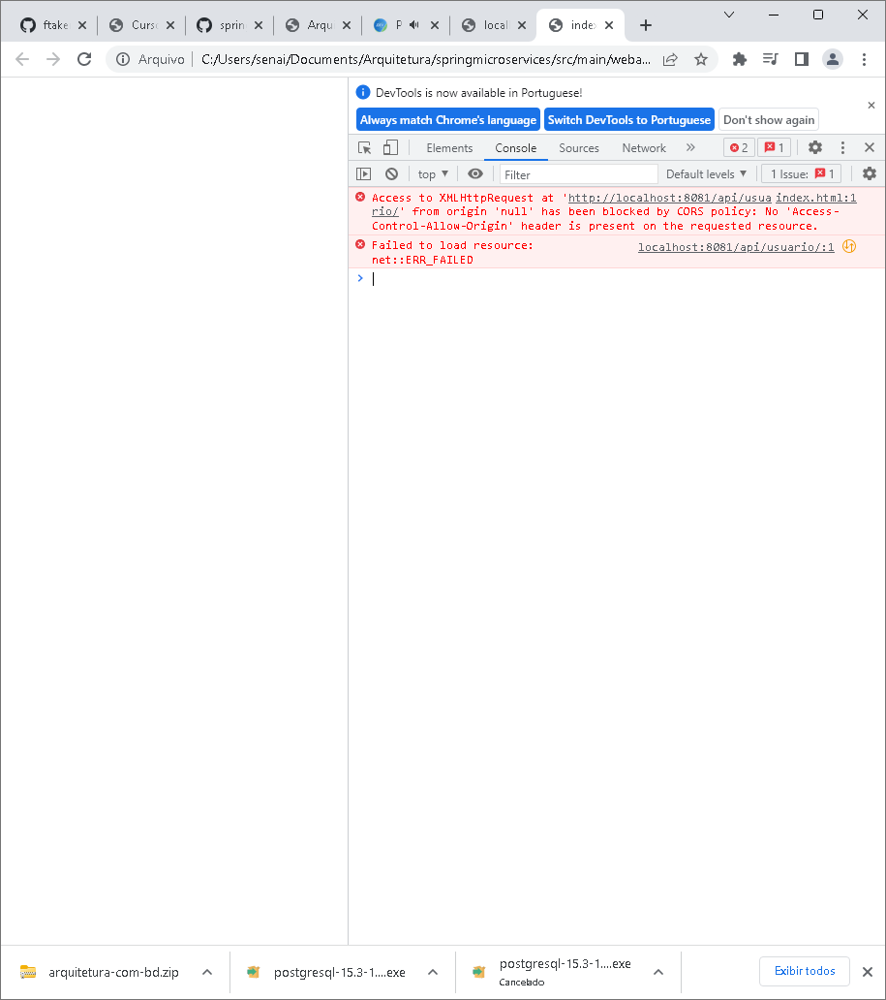 ftake
Curso
sprin
Arqui
P
local
index
Arquivo
C:/Users/senai/Documents/Arquitetura/springmicroservices/src/main/weba...
DevTools is now available in Portuguese!
Always match Chrome's language
Switch DevTools to Portuguese
Don't show again
Elements
Console
Sources
Network
2
1
top
Filter
Default levels
1 Issue:
1
Access to XMLHttpRequest at 'http://localhost:8081/api/usua index.html:1
rio/' from origin 'null' has been blocked by CORS policy: No 'Access-
Control-Allow-Origin' header is present on the requested resource.
Failed to load resource: localhost:8081/api/usuario/:1
net::ERR_FAILED
arquitetura-com-bd.zip
postgresql-15.3-1....exe
postgresql-15.3-1....exe
Cancelado
Exibir todos